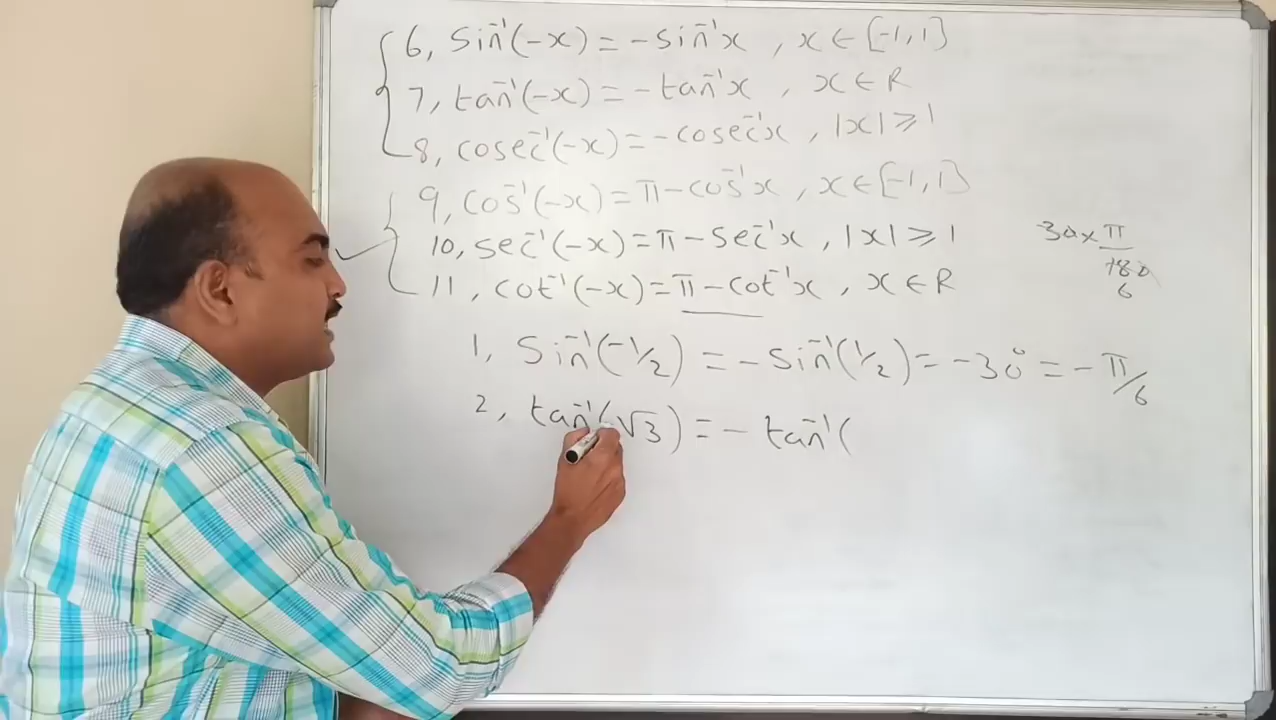 6, sin⁻¹(-x) = -sin⁻¹x , x ∈ [-1,1]
7, tan⁻¹(-x) = -tan⁻¹x , x ∈ R
8, cosec⁻¹(-x) = -cosec⁻¹x , |x| ≥ 1
9, cos⁻¹(-x) = π-cos⁻¹x , x ∈ [-1,1]
10, sec⁻¹(-x) = π-sec⁻¹x , |x| ≥ 1
11, cot⁻¹(-x) = π-cot⁻¹x , x ∈ R
30 × π/180
6
1, sin⁻¹(-1/2) = -sin⁻¹(1/2) = -30° = -π/6
2, tan⁻¹(√3) = - tan⁻¹(